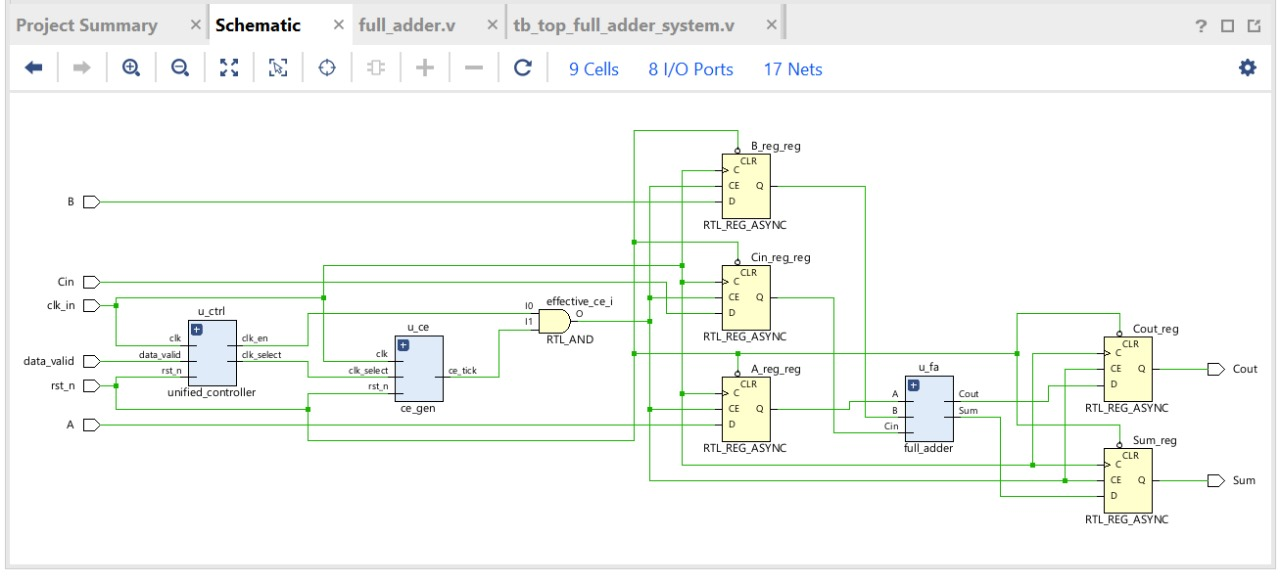 Project Summary × Schematic × full_adder.v × tb_top_full_adder_system.v × ? 
9 Cells 8 I/O Ports 17 Nets
B_reg_reg
CLR
C
CE Q
D
RTL_REG_ASYNC
B
Cin_reg_reg
CLR
C
CE Q
D
RTL_REG_ASYNC
Cin
clk_in
data_valid
rst_n
A
u_ctrl
clk clk_en
data_valid clk_select
rst_n
unified_controller
u_ce
clk
clk_select ce_tick
rst_n
ce_gen
effective_ce_i
I0 O
I1
RTL_AND
A_reg_reg
CLR
C
CE Q
D
RTL_REG_ASYNC
u_fa
A Cout
B Sum
Cin
full_adder
Cout_reg
CLR
C
CE Q
D
RTL_REG_ASYNC
Cout
Sum_reg
CLR
C
CE Q
D
RTL_REG_ASYNC
Sum